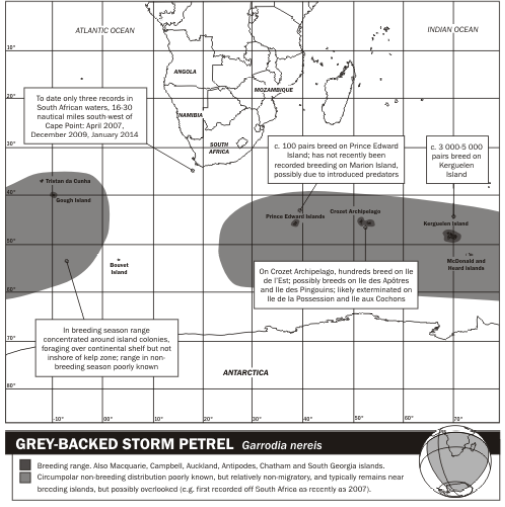 ATLANTIC OCEAN
INDIAN OCEAN
10°
ANGOLA
MOZAMBIQUE
20°
NAMIBIA
To date only three records in
South African waters, 16-30
nautical miles south-west of
Cape Point: April 2007,
December 2009, January 2014
SOUTH
AFRICA
30°
c. 100 pairs breed on Prince Edward
Island; has not recently been
recorded breeding on Marion Island,
possibly due to introduced predators
c. 3 000-5 000
pairs breed on
Kerguelen
Island
Tristan da Cunha
40°
Gough Island
Prince Edward Islands
Crozet Archipelago
Kerguelen Island
50°
Bouvet
Island
McDonald and
Heard Islands
On Crozet Archipelago, hundreds breed on Ile
de l'Est; possibly breeds on Ile des Apôtres
and Ile des Pingouins; likely exterminated on
Ile de la Possession and Ile aux Cochons
60°
In breeding season range
concentrated around island colonies,
foraging over continental shelf but not
inshore of kelp zone; range in non-
breeding season poorly known
70°
ANTARCTICA
80°
-10° 0° 10° 20° 30° 40° 50° 60° 70°
GREY-BACKED STORM PETREL Garrodia nereis
Breeding range. Also Macquarie, Campbell, Auckland, Antipodes, Chatham and South Georgia islands.
Circumpolar non-breeding distribution poorly known, but relatively non-migratory, and typically remains near
breeding islands, but possibly overlooked (e.g. first recorded off South Africa as recently as 2007).